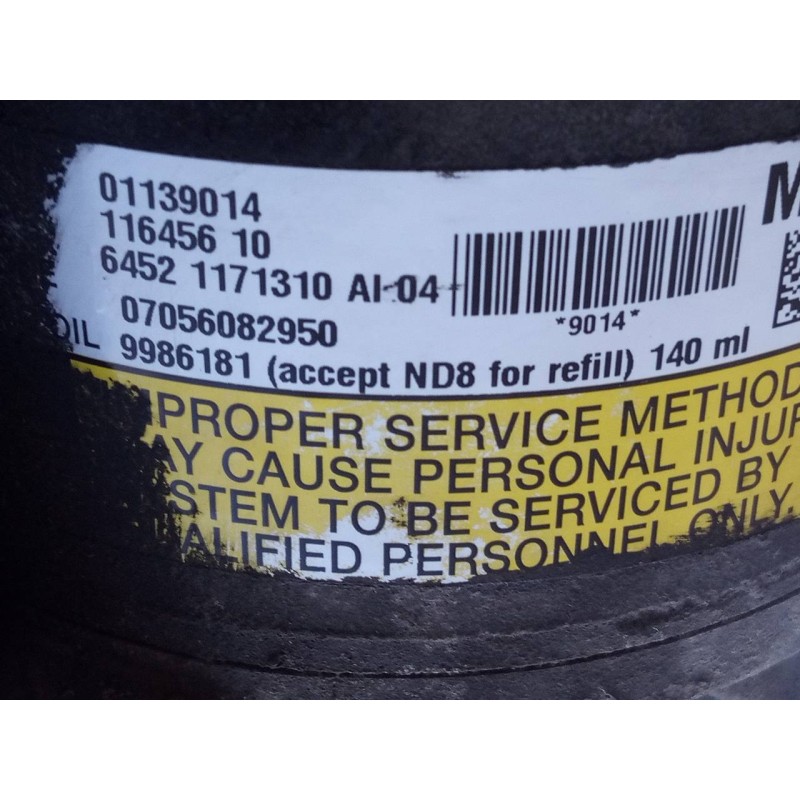 01139014
116456 10
6452 1171310 AI-04
*9014*
M
07056082950
OIL 9986181 (accept ND8 for refill) 140 ml
PROPER SERVICE METHOD
AY CAUSE PERSONAL INJUR
STEM TO BE SERVICED BY
ALIFIED PERSONNEL ONLY.